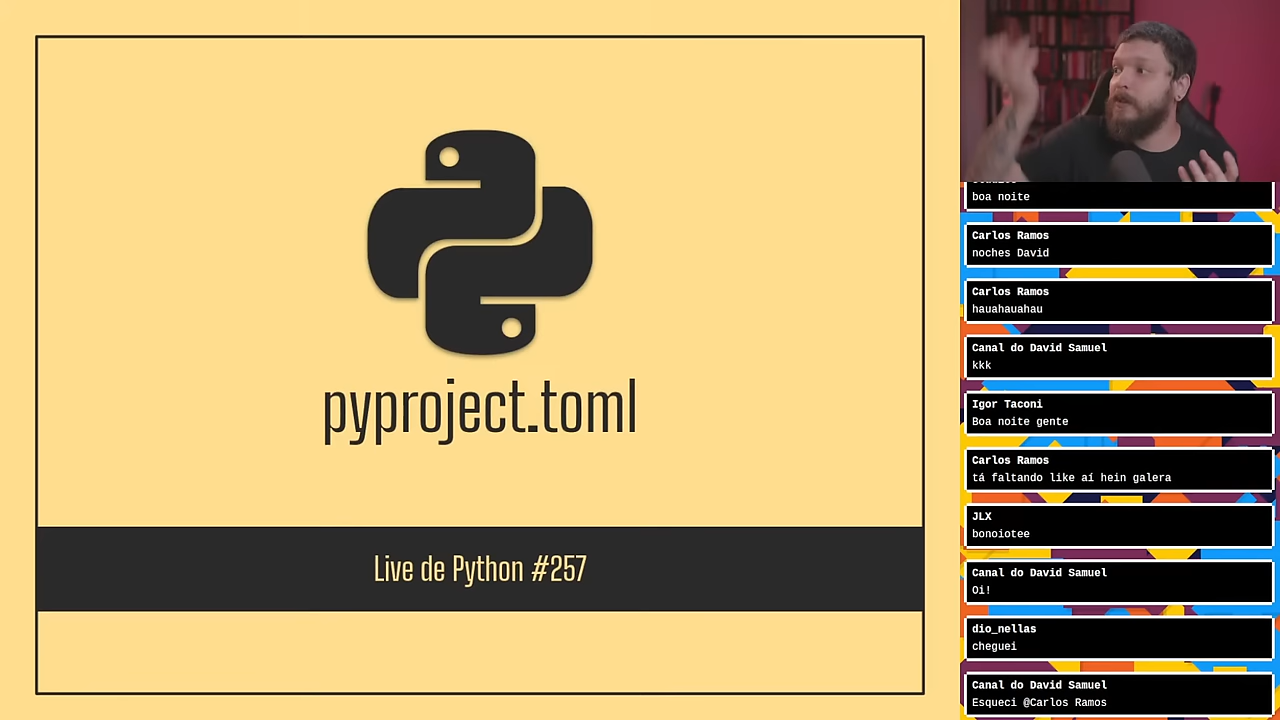 pyproject.toml
Live de Python #257
boa noite
Carlos Ramos
noches David
Carlos Ramos
hauahauahau
Canal do David Samuel
kkk
Igor Taconi
Boa noite gente
Carlos Ramos
tá faltando like aí hein galera
JLX
bonoiotee
Canal do David Samuel
Oi!
dio_nellas
cheguei
Canal do David Samuel
Esqueci @Carlos Ramos